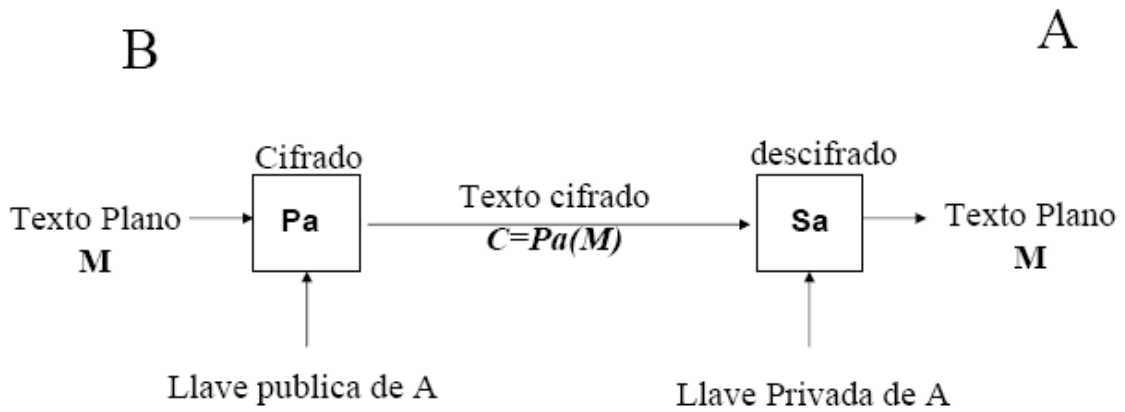 B
A
Cifrado
descifrado
Texto Plano
M
Pa
Texto cifrado
C=Pa(M)
Sa
Texto Plano
M
Llave publica de A
Llave Privada de A